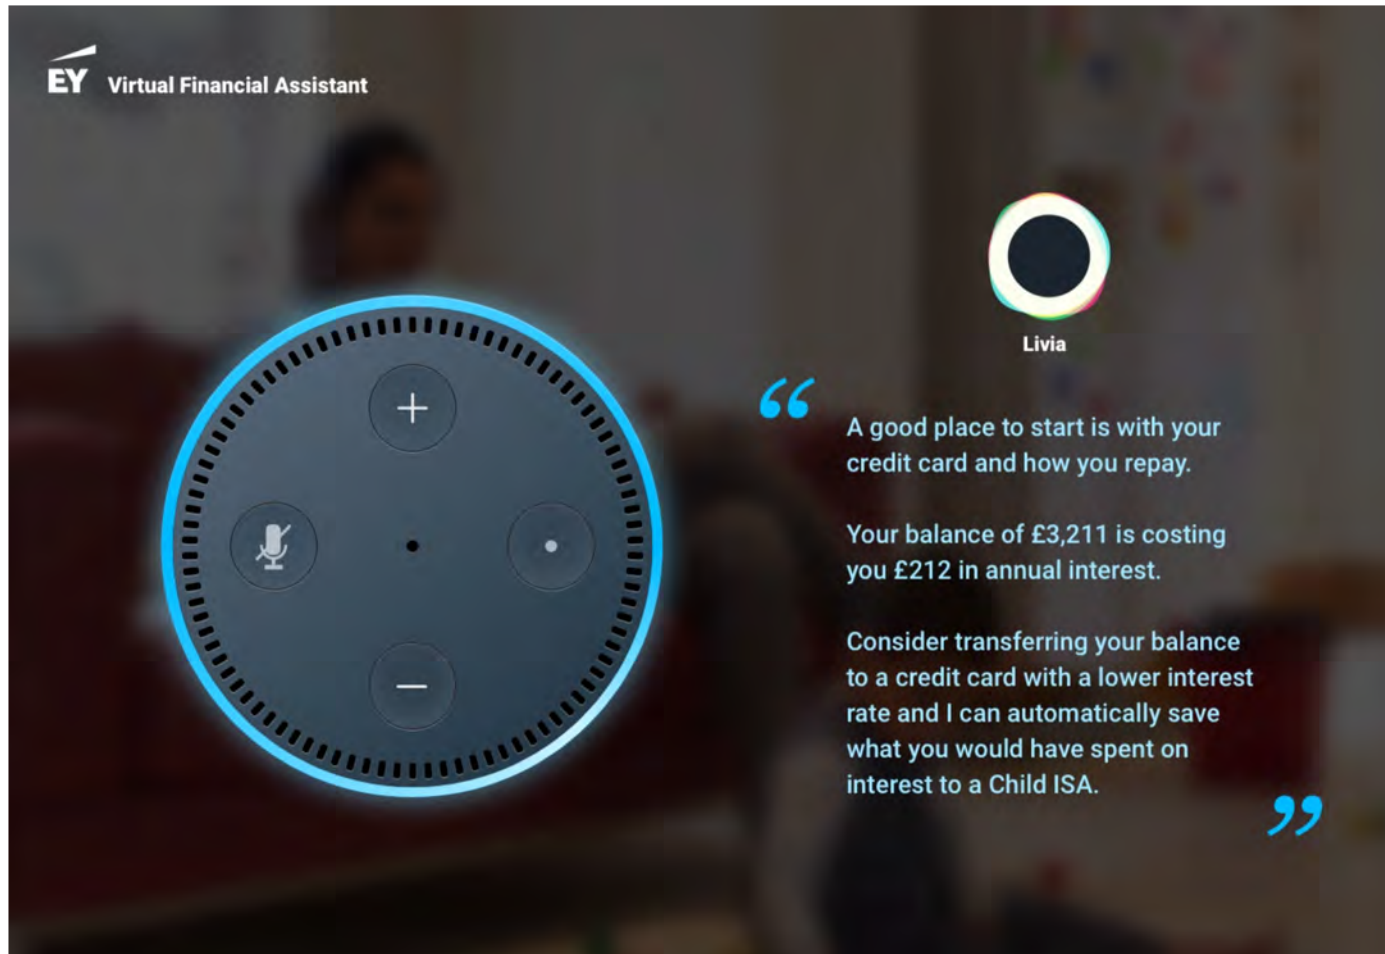 EY Virtual Financial Assistant
Livia
“
A good place to start is with your
credit card and how you repay.
Your balance of £3,211 is costing
you £212 in annual interest.
Consider transferring your balance
to a credit card with a lower interest
rate and I can automatically save
what you would have spent on
interest to a Child ISA.
”